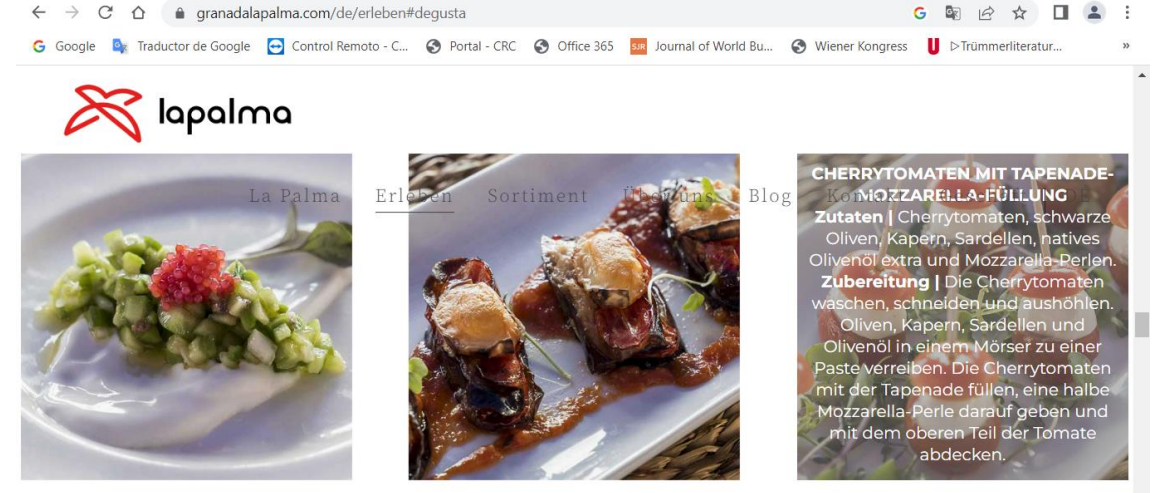 granadalapalma.com/de/erleben#degusta
Google Traductor de Google Control Remoto - C... Portal - CRC Office 365 SJR Journal of World Bu... Wiener Kongress ▷Trümmerliteratur... »
lapalma
La Palma Erleben Sortiment Über uns Blog
CHERRYTOMATEN MIT TAPENADE-
MOZZARELLA-FÜLLUNG
Zutaten | Cherrytomaten, schwarze
Oliven, Kapern, Sardellen, natives
Olivenöl extra und Mozzarella-Perlen.
Zubereitung | Die Cherrytomaten
waschen, schneiden und aushöhlen.
Oliven, Kapern, Sardellen und
Olivenöl in einem Mörser zu einer
Paste verreiben. Die Cherrytomaten
mit der Tapenade füllen, eine halbe
Mozzarella-Perle darauf geben und
mit dem oberen Teil der Tomate
abdecken.